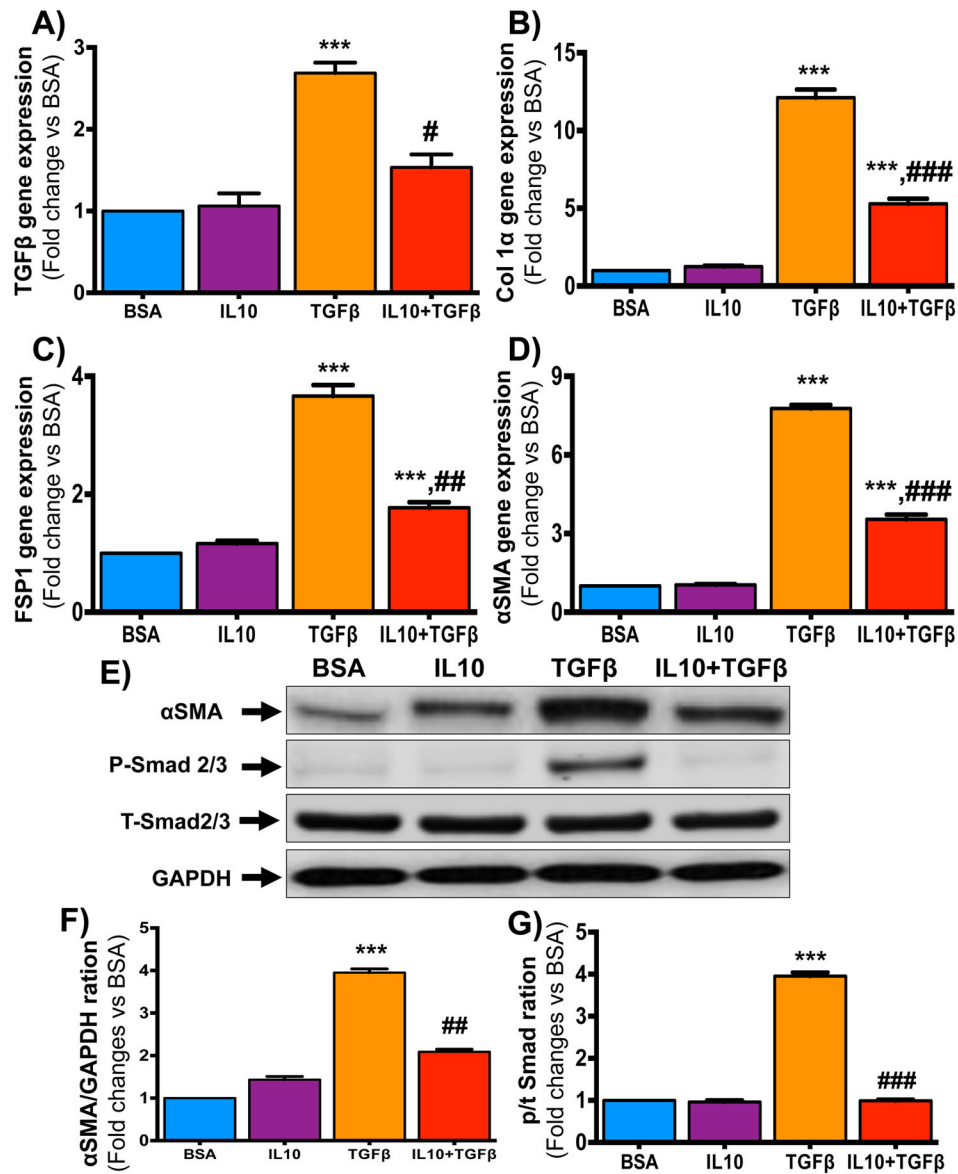 A)
TGFβ gene expression
(Fold change vs BSA)
3
2
1
0
***
#
BSA IL10 TGFβ IL10+TGFβ
B)
Col 1α gene expression
(Fold change vs BSA)
15
10
5
0
***
***,###
BSA IL10 TGFβ IL10+TGFβ
C)
FSP1 gene expression
(Fold change vs BSA)
4
2
0
***
***,##
BSA IL10 TGFβ IL10+TGFβ
D)
αSMA gene expression
(Fold change vs BSA)
9
6
3
0
***
***,###
BSA IL10 TGFβ IL10+TGFβ
E)
BSA IL10 TGFβ IL10+TGFβ
αSMA
P-Smad 2/3
T-Smad2/3
GAPDH
F)
αSMA/GAPDH ration
(Fold changes vs BSA)
5
4
3
2
1
0
***
##
BSA IL10 TGFβ IL10+TGFβ
G)
p/t Smad ration
(Fold changes vs BSA)
5
4
3
2
1
0
***
###
BSA IL10 TGFβ IL10+TGFβ